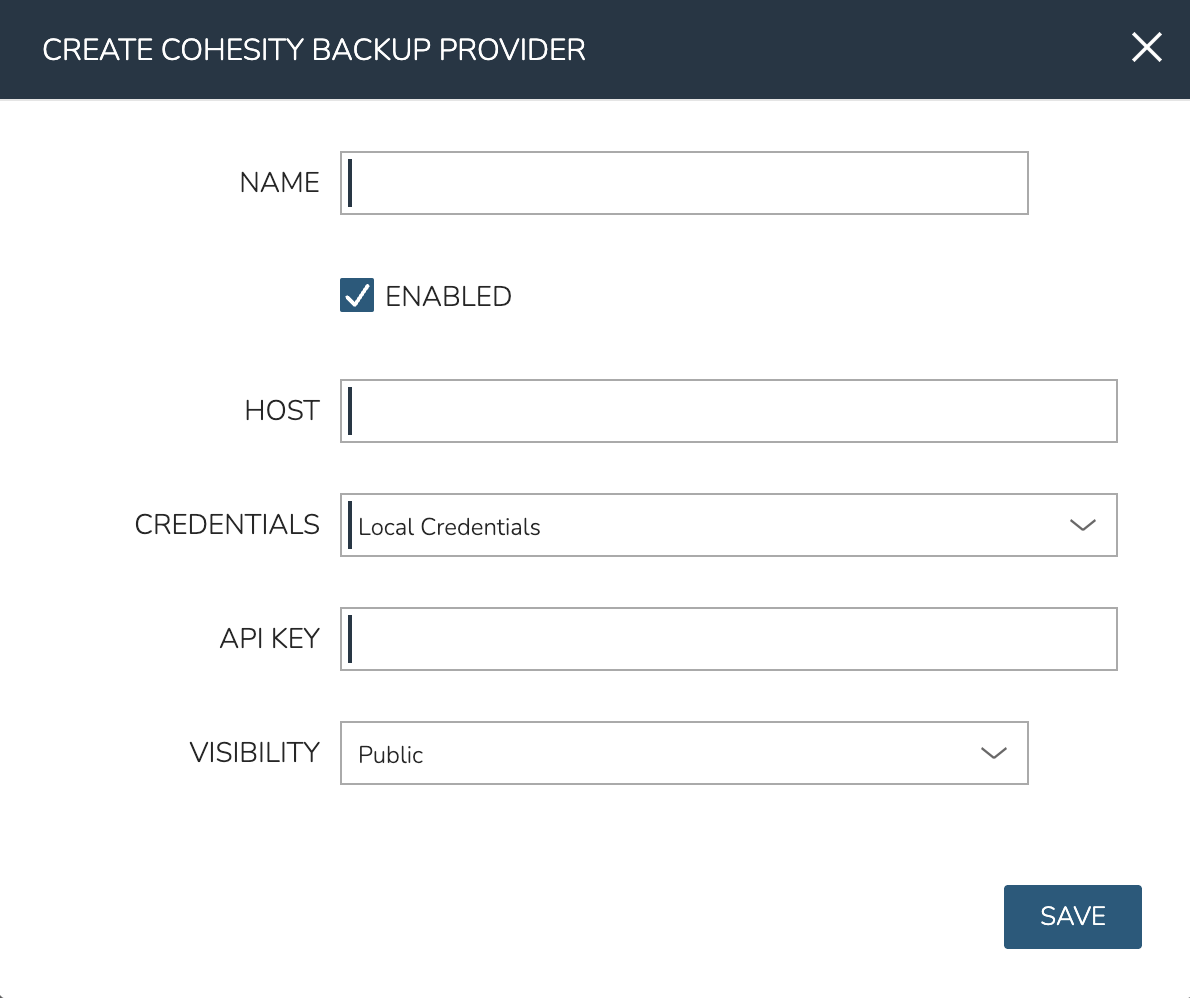 CREATE COHESITY BACKUP PROVIDER
NAME
ENABLED
HOST
CREDENTIALS Local Credentials
API KEY
VISIBILITY Public
SAVE